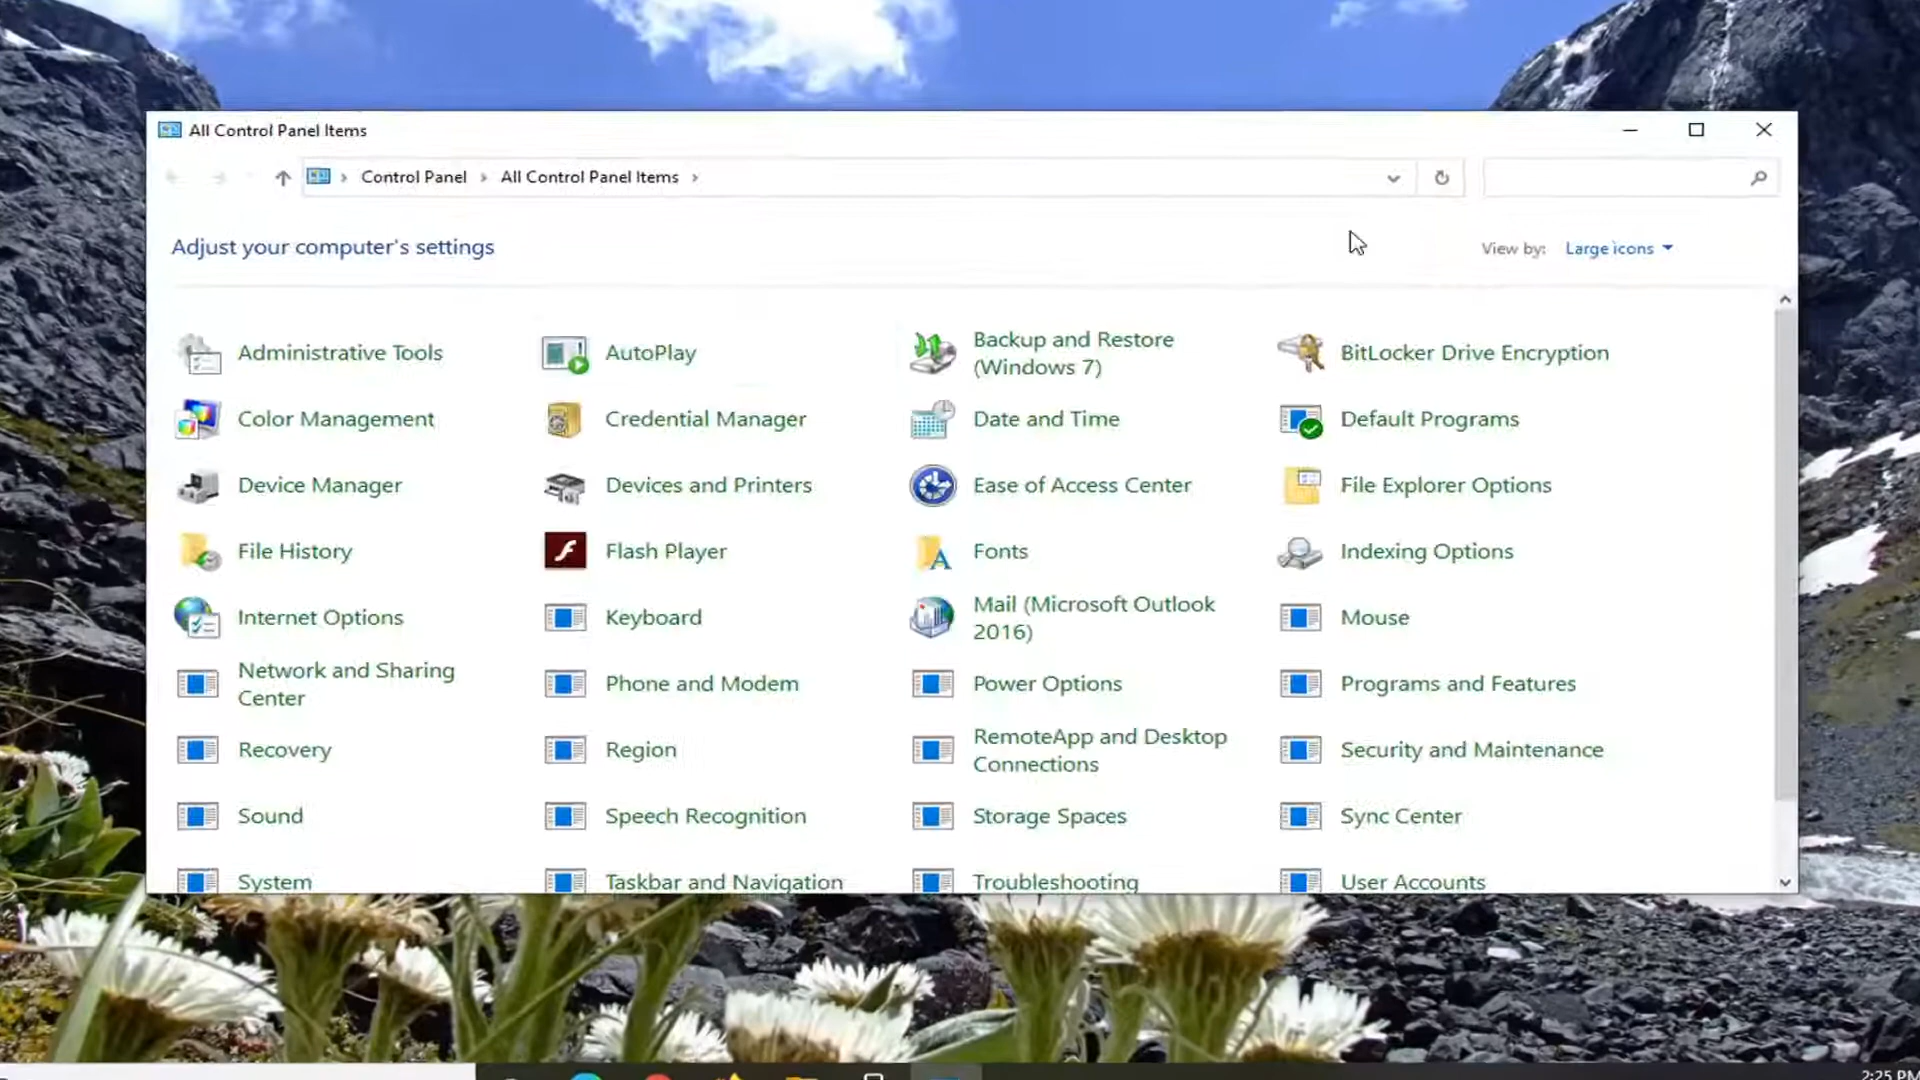 All Control Panel Items
Control Panel All Control Panel Items
Adjust your computer's settings
View by: Large icons
Administrative Tools
AutoPlay
Backup and Restore
(Windows 7)
BitLocker Drive Encryption
Color Management
Credential Manager
Date and Time
Default Programs
Device Manager
Devices and Printers
Ease of Access Center
File Explorer Options
File History
Flash Player
Fonts
Indexing Options
Internet Options
Keyboard
Mail (Microsoft Outlook
2016)
Mouse
Network and Sharing
Center
Phone and Modem
Power Options
Programs and Features
Recovery
Region
RemoteApp and Desktop
Connections
Security and Maintenance
Sound
Speech Recognition
Storage Spaces
Sync Center
System
Taskbar and Navigation
Troubleshooting
User Accounts
2:25 PM